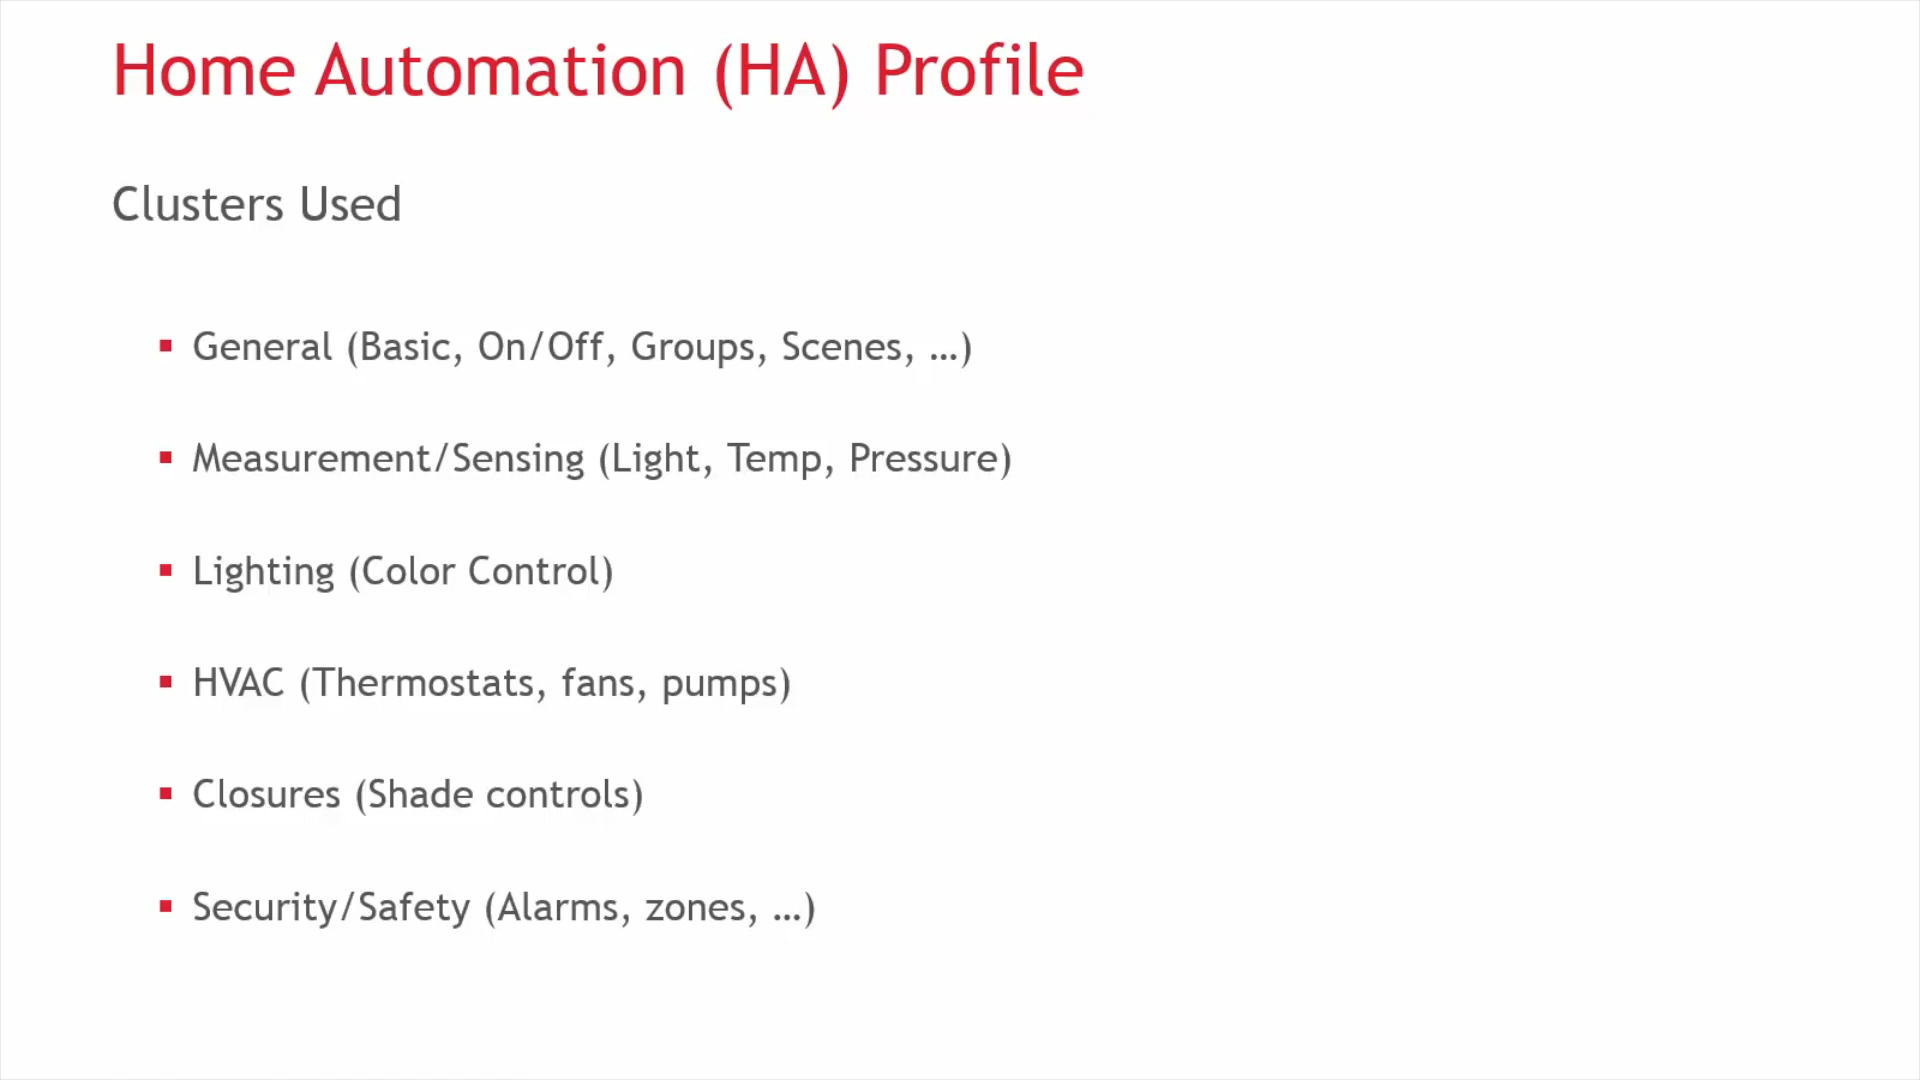 Home Automation (HA) Profile
Clusters Used
▪ General (Basic, On/Off, Groups, Scenes, …)
▪ Measurement/Sensing (Light, Temp, Pressure)
▪ Lighting (Color Control)
▪ HVAC (Thermostats, fans, pumps)
▪ Closures (Shade controls)
▪ Security/Safety (Alarms, zones, …)